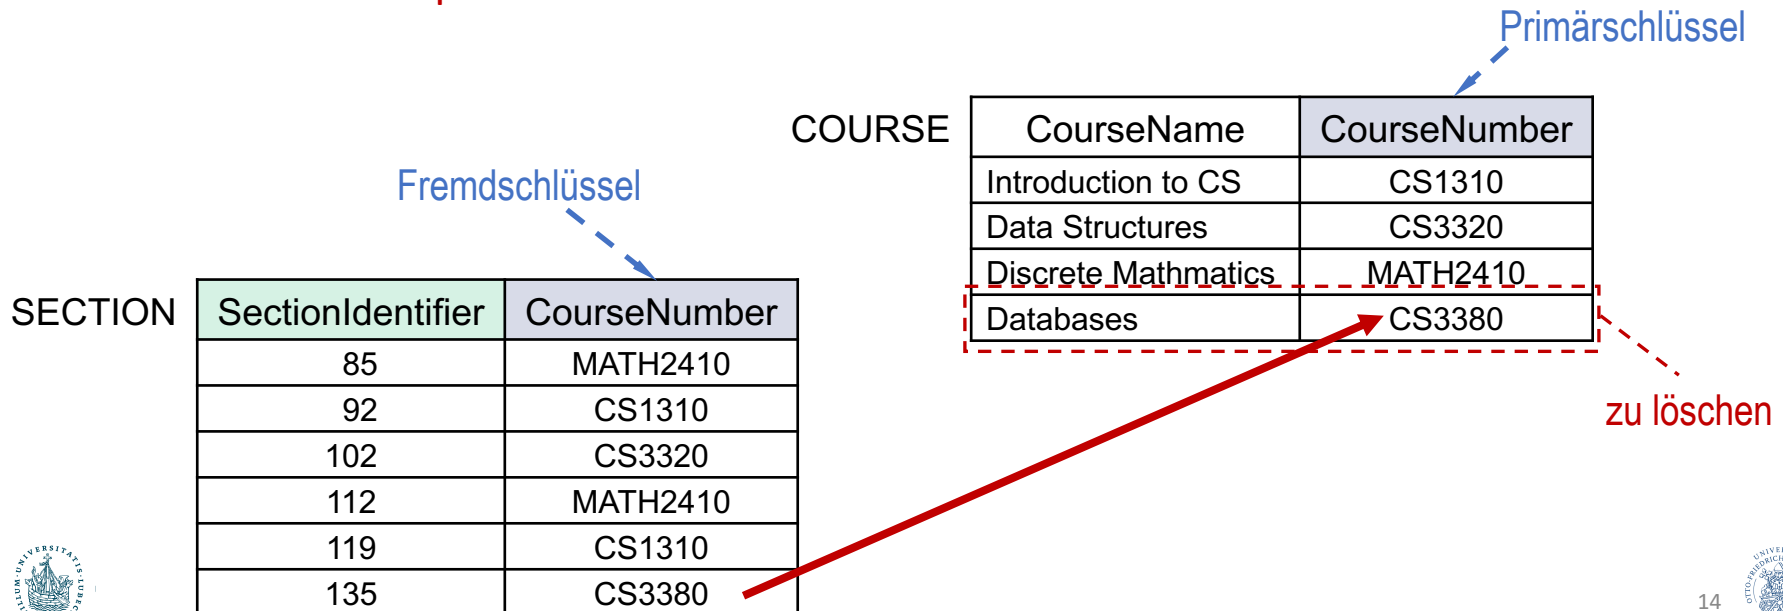 Primärschlüssel
COURSE CourseName CourseNumber
Introduction to CS CS1310
Data Structures CS3320
Discrete Mathmatics MATH2410
Databases CS3380
zu löschen
Fremdschlüssel
SECTION SectionIdentifier CourseNumber
85 MATH2410
92 CS1310
102 CS3320
112 MATH2410
119 CS1310
135 CS3380
14